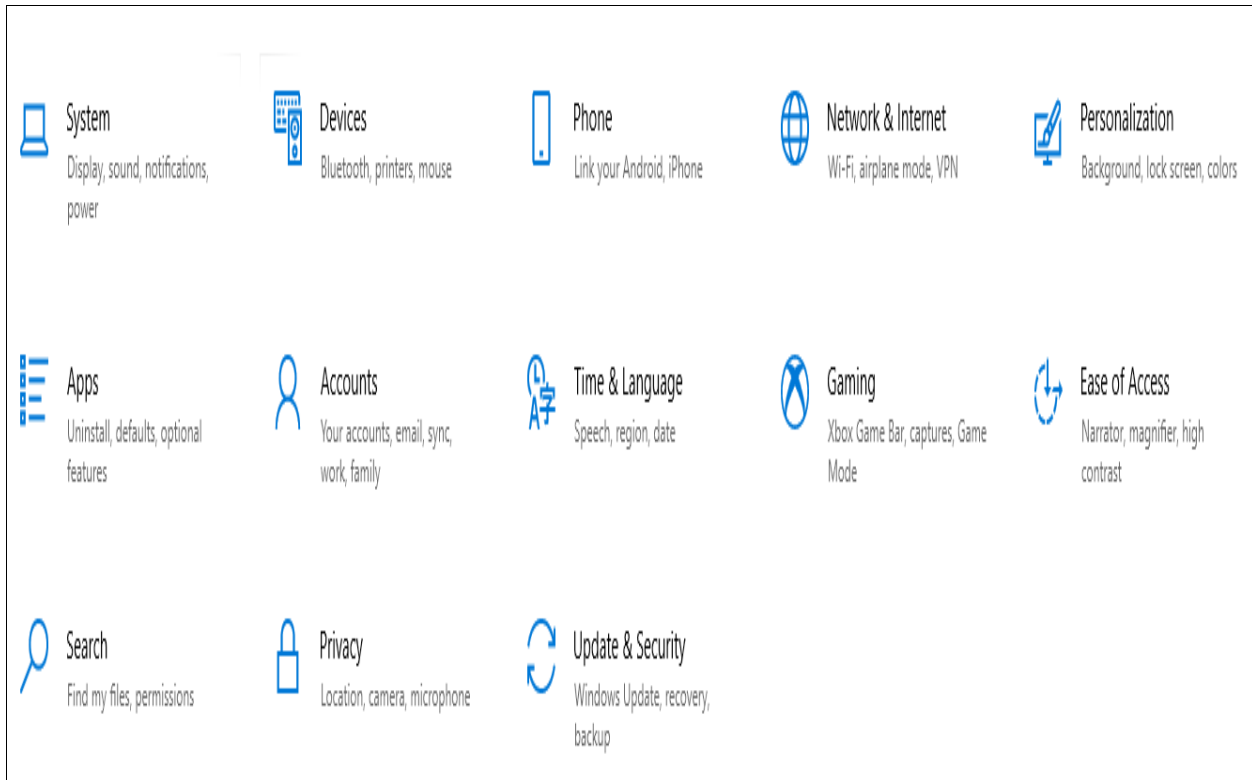 System
Display, sound, notifications,
power
Devices
Bluetooth, printers, mouse
Phone
Link your Android, iPhone
Network & Internet
Wi-Fi, airplane mode, VPN
Personalization
Background, lock screen, colors
Apps
Uninstall, defaults, optional
features
Accounts
Your accounts, email, sync,
work, family
Time & Language
Speech, region, date
Gaming
Xbox Game Bar, captures, Game
Mode
Ease of Access
Narrator, magnifier, high
contrast
Search
Find my files, permissions
Privacy
Location, camera, microphone
Update & Security
Windows Update, recovery,
backup